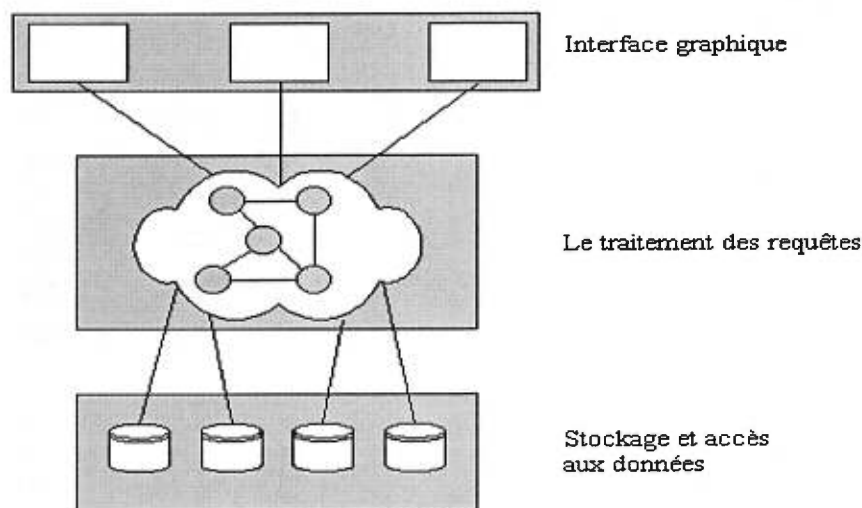 Interface graphique
Le traitement des requêtes
Stockage et accès
aux données